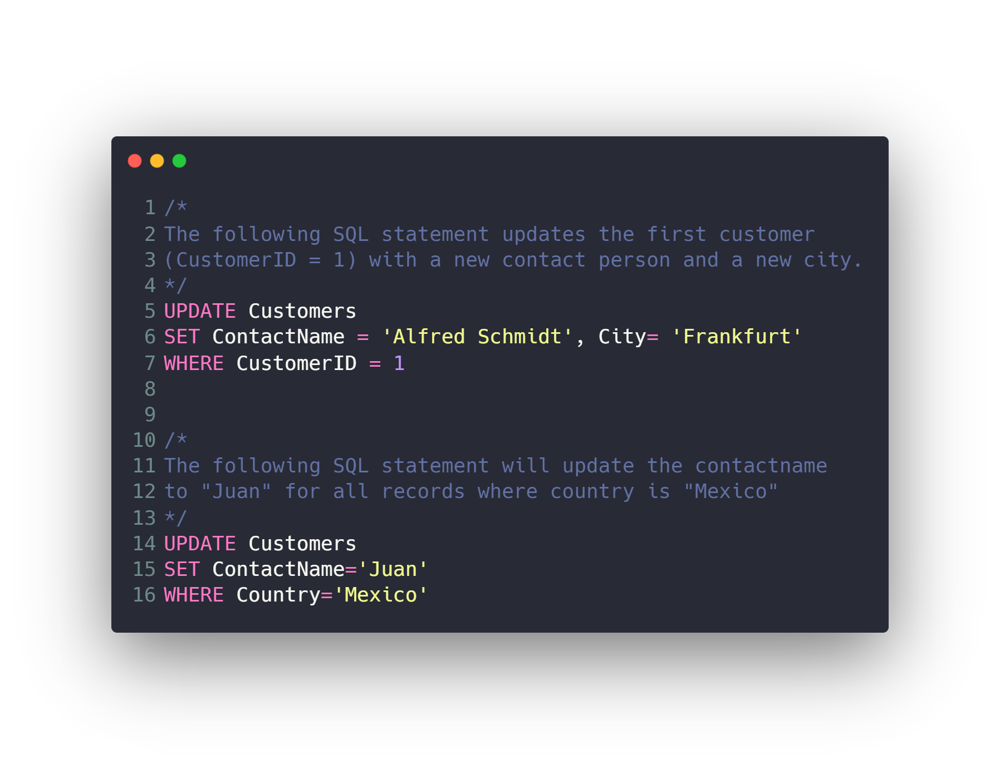 1 /*
2 The following SQL statement updates the first customer
3 (CustomerID = 1) with a new contact person and a new city.
4 */
5 UPDATE Customers
6 SET ContactName = 'Alfred Schmidt', City= 'Frankfurt'
7 WHERE CustomerID = 1
8
9
10 /*
11 The following SQL statement will update the contactname
12 to "Juan" for all records where country is "Mexico"
13 */
14 UPDATE Customers
15 SET ContactName='Juan'
16 WHERE Country='Mexico'